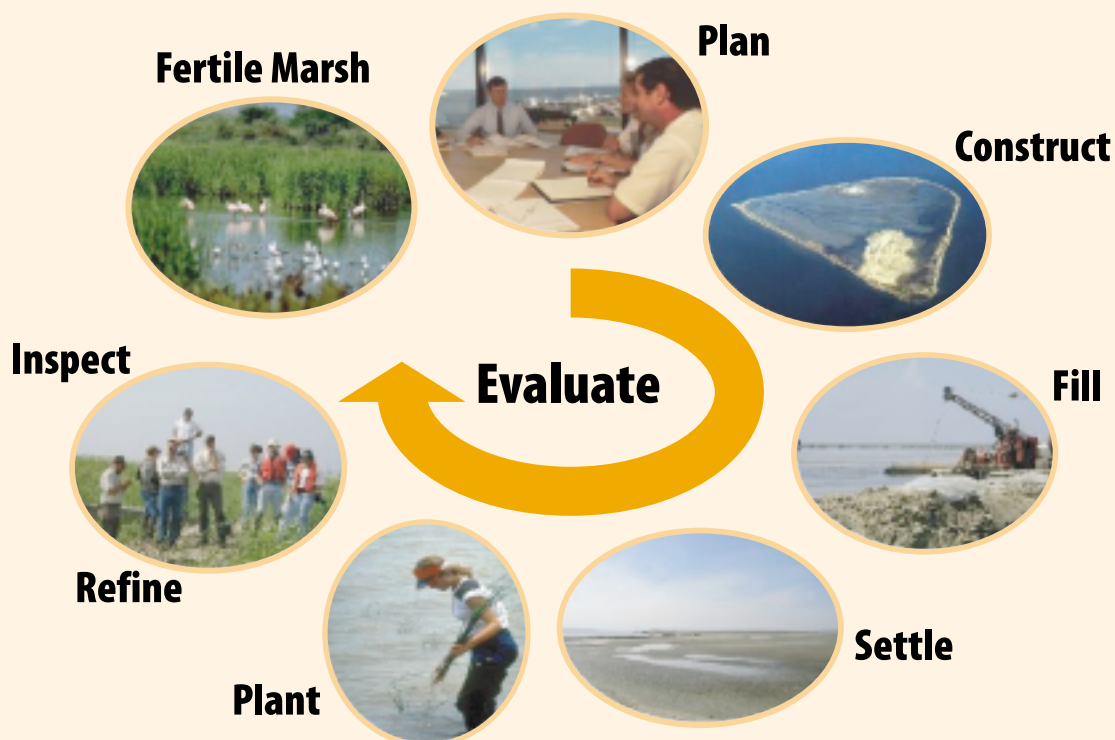 Plan
Construct
Fill
Settle
Plant
Inspect
Refine
Fertile Marsh
Evaluate